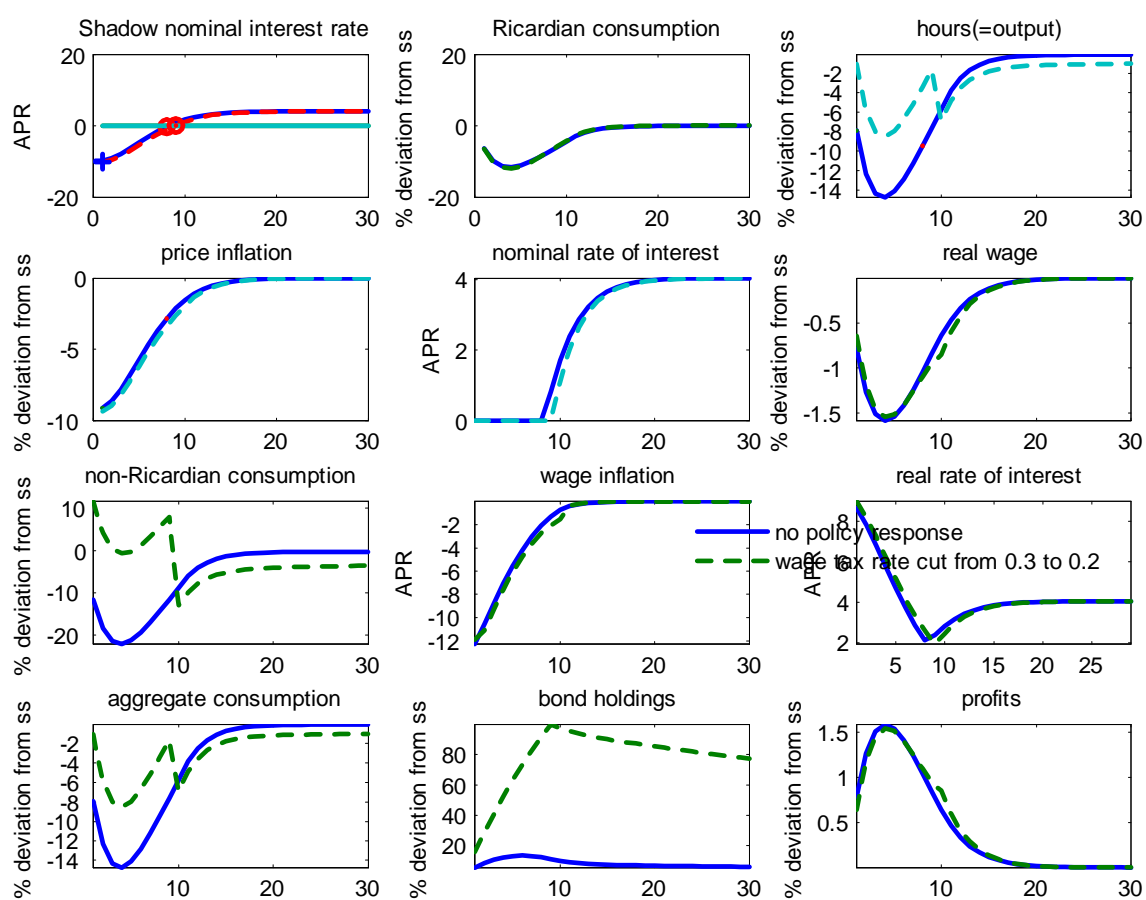 Shadow nominal interest rate
APR
20
0
-20
0 10 20 30
Ricardian consumption
% deviation from ss
20
0
-20
0 10 20 30
hours(=output)
% deviation from ss
-2
-4
-6
-8
-10
-12
-14
10 20 30
price inflation
% deviation from ss
0
-5
-10
0 10 20 30
nominal rate of interest
APR
4
2
0
10 20 30
real wage
% deviation from ss
-0.5
-1
-1.5
10 20 30
non-Ricardian consumption
% deviation from ss
10
0
-10
-20
10 20 30
wage inflation
APR
-2
-4
-6
-8
-10
-12
10 20 30
real rate of interest
APR
8
6
4
2
5 10 15 20 25
no policy response
wage tax rate cut from 0.3 to 0.2
aggregate consumption
% deviation from ss
-2
-4
-6
-8
-10
-12
-14
10 20 30
bond holdings
% deviation from ss
80
60
40
20
10 20 30
profits
% deviation from ss
1.5
1
0.5
10 20 30